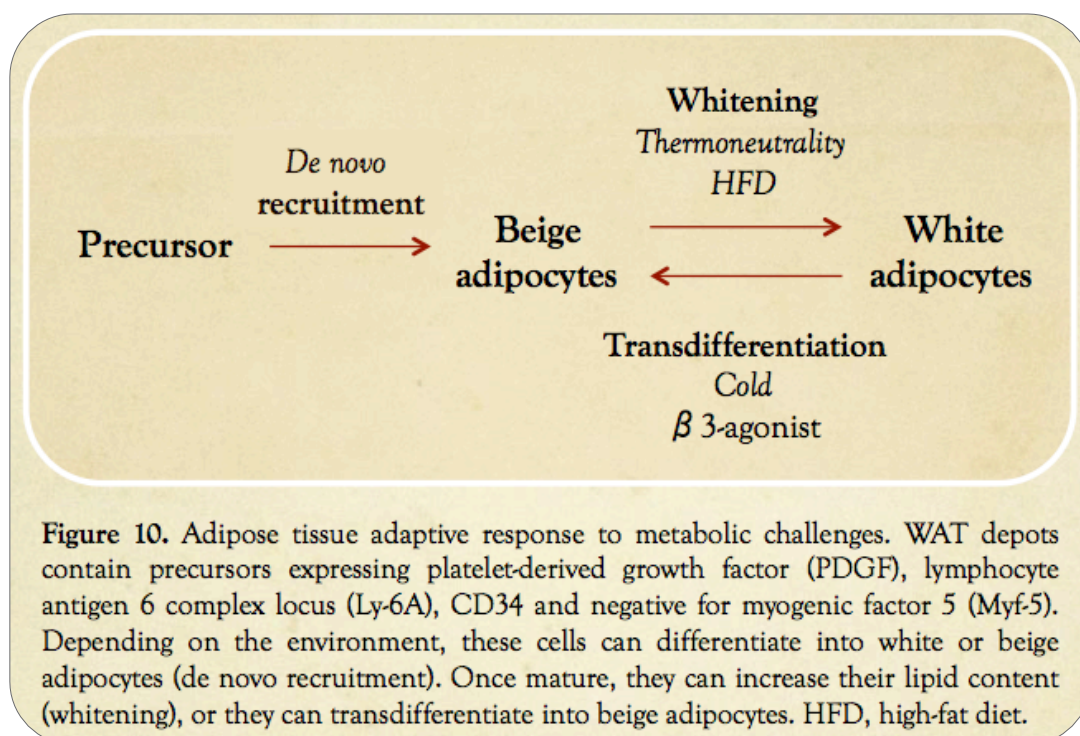 De novo
recruitment
Precursor
Beige
adipocytes
Whitening
Thermoneutrality
HFD
White
adipocytes
Transdifferentiation
Cold
β 3-agonist
Figure 10. Adipose tissue adaptive response to metabolic challenges. WAT depots
contain precursors expressing platelet-derived growth factor (PDGF), lymphocyte
antigen 6 complex locus (Ly-6A), CD34 and negative for myogenic factor 5 (Myf-5).
Depending on the environment, these cells can differentiate into white or beige
adipocytes (de novo recruitment). Once mature, they can increase their lipid content
(whitening), or they can transdifferentiate into beige adipocytes. HFD, high-fat diet.